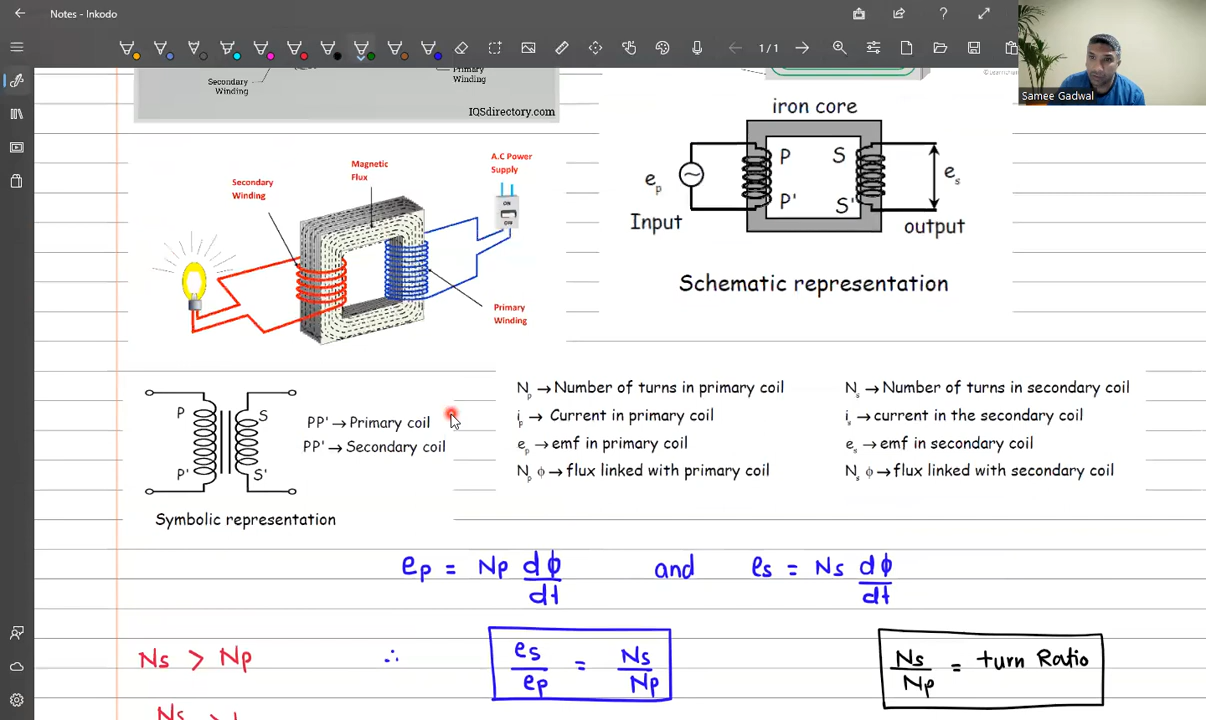 Notes - Inkodo
1/1
Samee Gadwal
Secondary
Winding
Primary
Winding
IQSdirectory.com
Magnetic
Flux
A.C Power
Supply
Secondary
Winding
ON
ON
Primary
Winding
iron core
P
S
e_p
e_s
P'
S'
Input
output
Schematic representation
P
S
P'
S'
PP' → Primary coil
PP' → Secondary coil
Symbolic representation
N_p → Number of turns in primary coil
i_p → Current in primary coil
e_p → emf in primary coil
N_p ϕ → flux linked with primary coil
N_s → Number of turns in secondary coil
i_s → current in the secondary coil
e_s → emf in secondary coil
N_s ϕ → flux linked with secondary coil
ep = Np dϕ/dt and es = Ns dϕ/dt
Ns > Np ∴ es/ep = Ns/Np
Ns/Np = turn Ratio